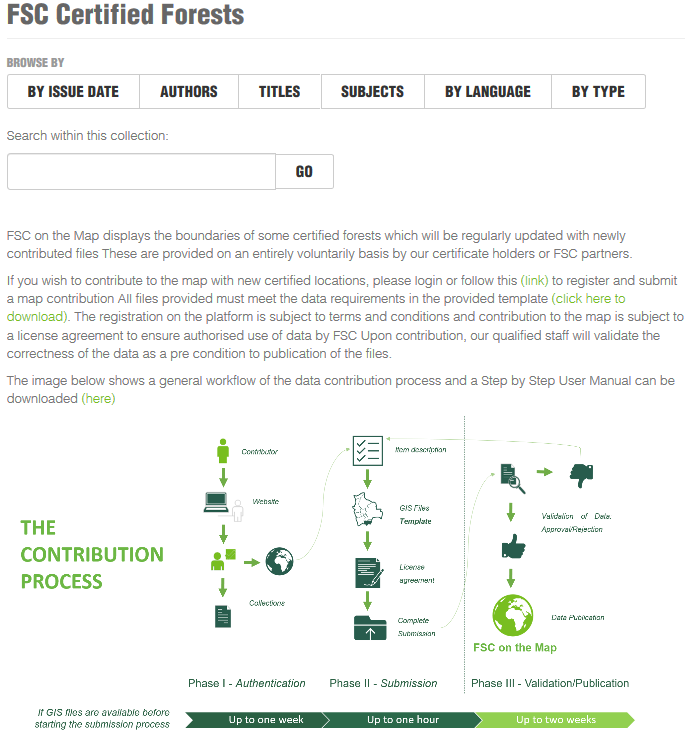 FSC Certified Forests
BROWSE BY
BY ISSUE DATE AUTHORS TITLES SUBJECTS BY LANGUAGE BY TYPE
Search within this collection:
GO
FSC on the Map displays the boundaries of some certified forests which will be regularly updated with newly
contributed files These are provided on an entirely voluntarily basis by our certificate holders or FSC partners.
If you wish to contribute to the map with new certified locations, please login or follow this (link) to register and submit
a map contribution All files provided must meet the data requirements in the provided template (click here to
download). The registration on the platform is subject to terms and conditions and contribution to the map is subject to
a license agreement to ensure authorised use of data by FSC Upon contribution, our qualified staff will validate the
correctness of the data as a pre condition to publication of the files.
The image below shows a general workflow of the data contribution process and a Step by Step User Manual can be
downloaded (here)
THE
CONTRIBUTION
PROCESS
Contributor
Website
Collections
Item description
GIS Files
Template
License
agreement
Complete
Submission
Validation of Data:
Approval/Rejection
Data Publication
FSC on the Map
Phase I - Authentication
Phase II - Submission
Phase III - Validation/Publication
If GIS files are available before
starting the submission process
Up to one week
Up to one hour
Up to two weeks